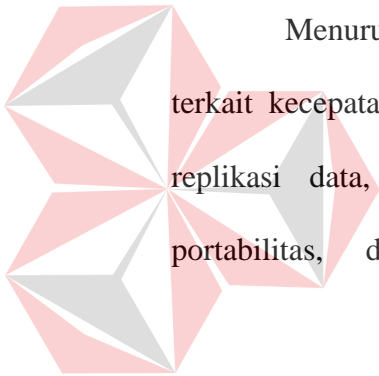 Menuru
terkait kecepata
replikasi data,
portabilitas, d